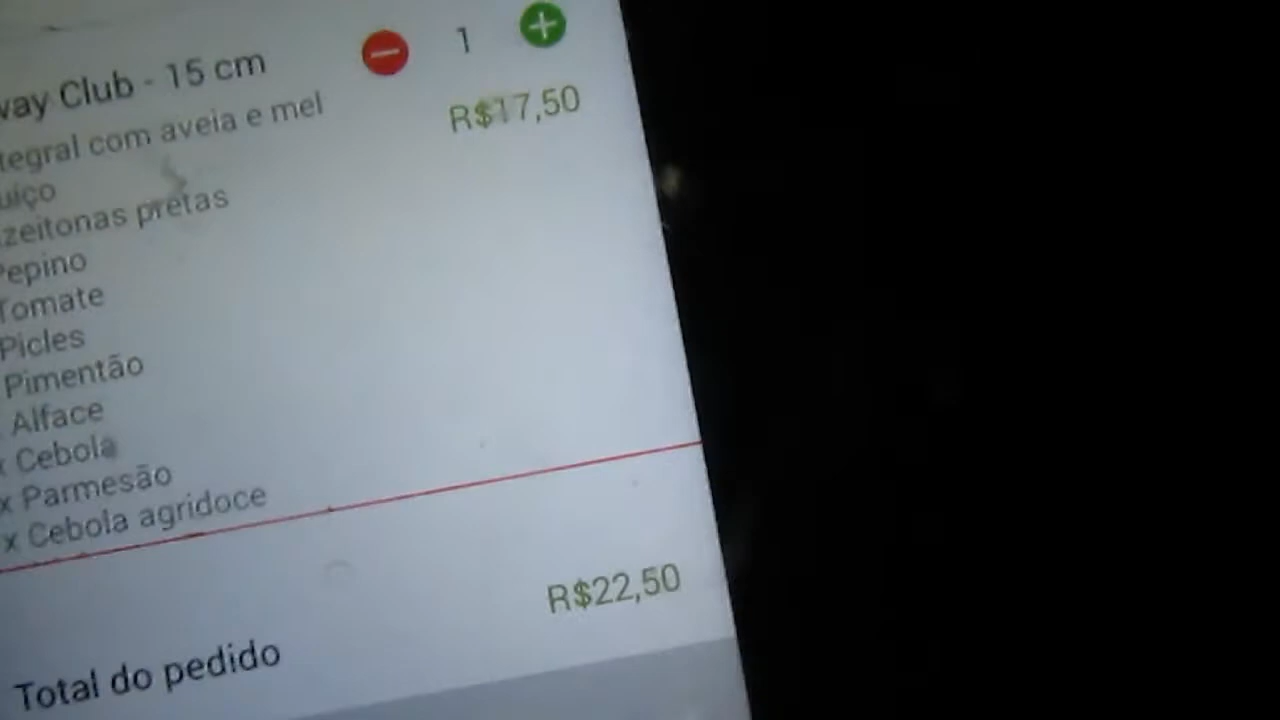 way Club - 15 cm
1
tegral com aveia e mel
R$17,50
uiço
zeitonas pretas
Pepino
Tomate
Picles
Pimentão
Alface
x Cebola
x Parmesão
x Cebola agridoce
R$22,50
Total do pedido